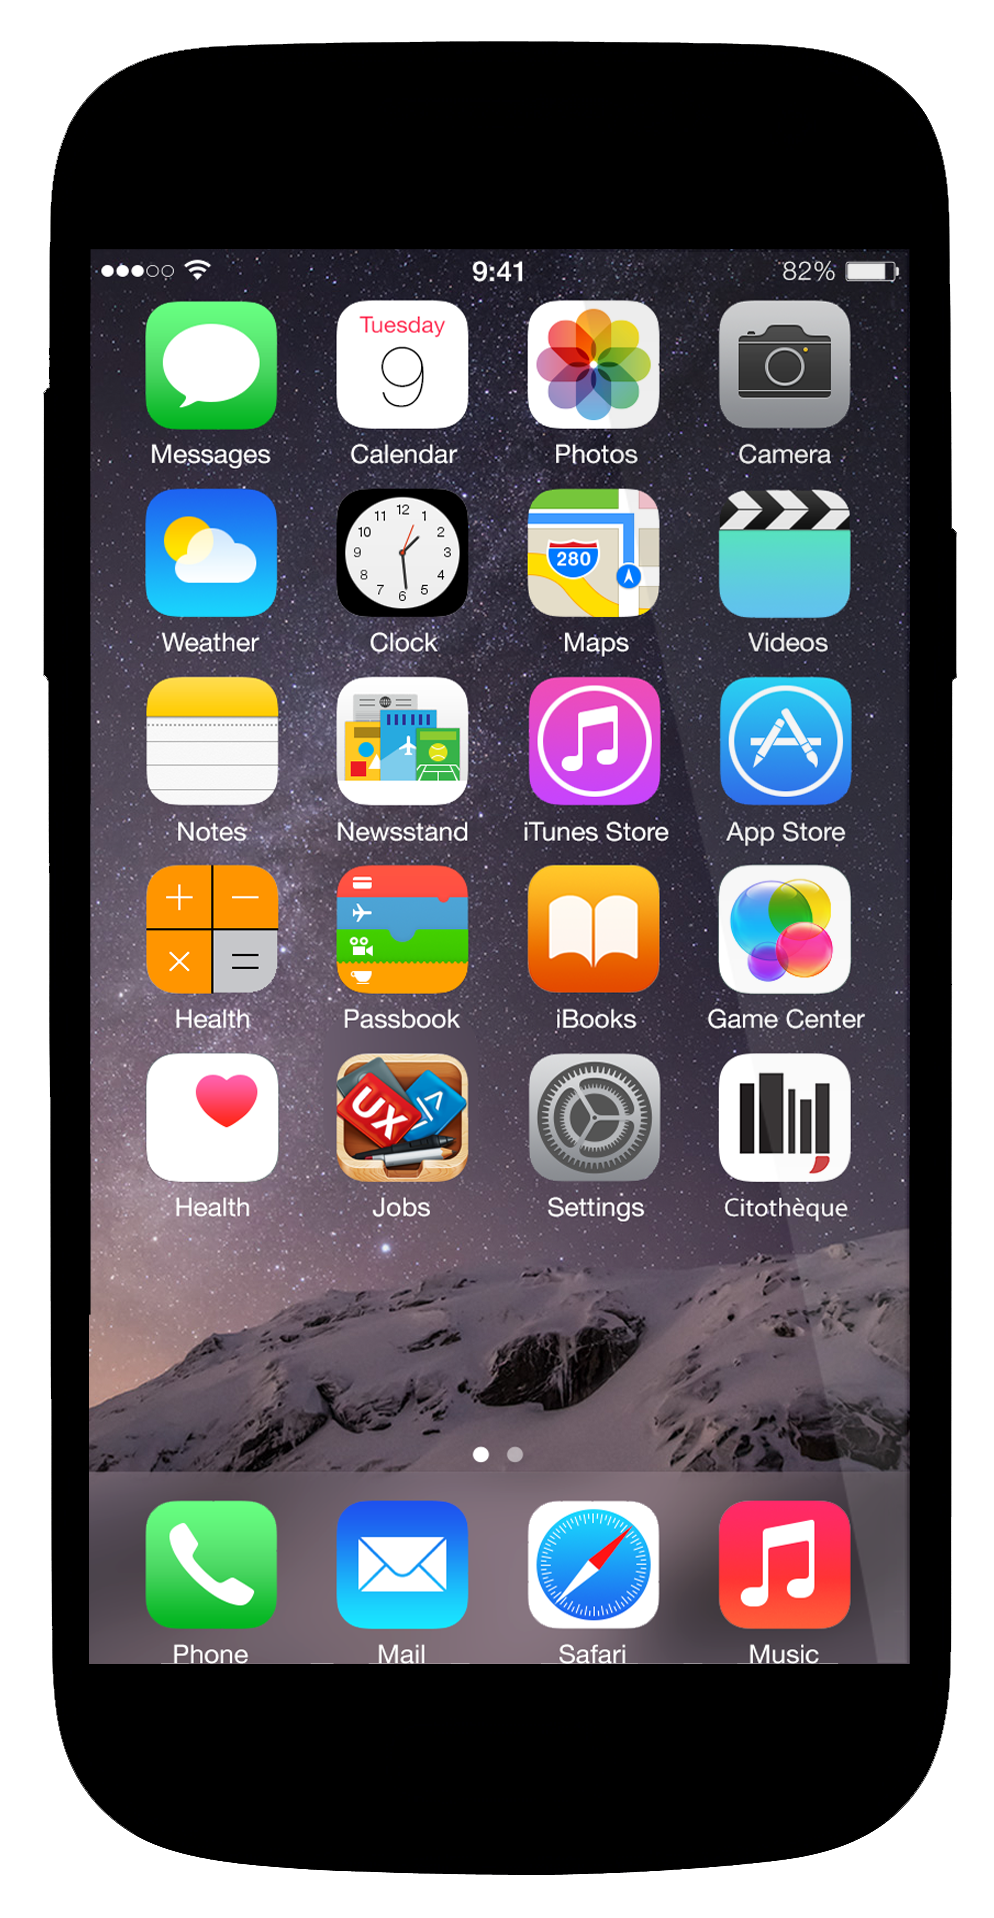 9:41
82%
Tuesday
9
Messages
Calendar
Photos
Camera
12
11
1
10
2
9
3
8
4
7
5
6
280
Weather
Clock
Maps
Videos
Notes
Newsstand
iTunes Store
App Store
+
−
×
=
Health
Passbook
iBooks
Game Center
UX
Health
Jobs
Settings
Citothèque
Phone
Mail
Safari
Music